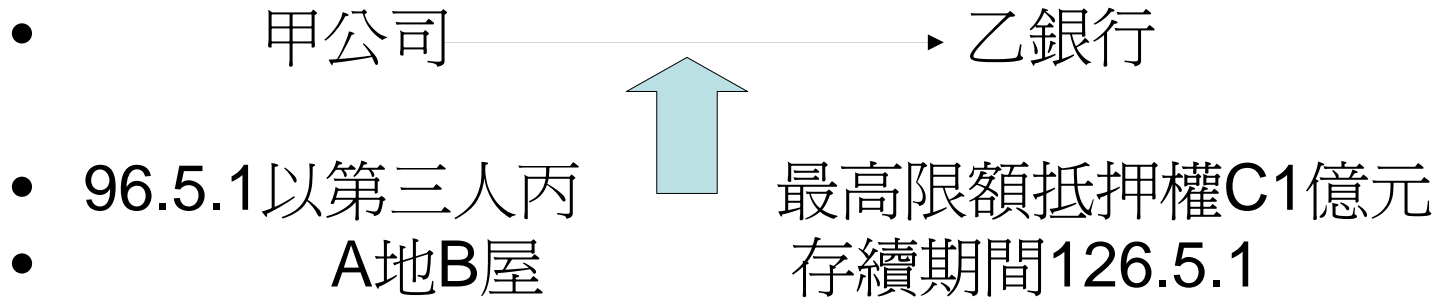 • 甲公司 乙銀行
• 96.5.1以第三人丙 最高限額抵押權C1億元
• A地B屋 存續期間126.5.1